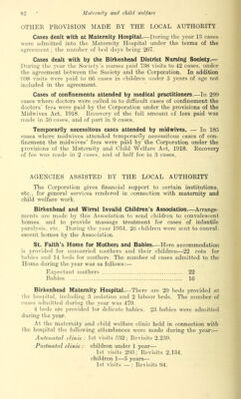 82 Maternity and child welfare
OTHER PROVISION MADE BY THE LOCAL AUTHORITY
Cases dealt with at Maternity Hospital.—During the year 13 cases
were admitted into the Maternity Hospital under the terms of the
agreement; the number of bed days being 267.
Cases dealt with by the Birkenhead District Nursing Society.—
During the year the Society's nurses paid 738 visits to 42 cases, under
the agreement between the Society and the Corporation. In addition
visits were paid to 66 cases in children under 5 years of age not
included in the agreement.
Cases of confinements attended by medical practitioners.—In 299
cases where doctors were called in to difficult cases of confinement the
doctors' fees were paid by the Corporation under the provisions of the
Midwives Act, 1918. Recovery of the full amount of fees paid was
made in 50 cases, and of part in 9 cases.
Temporarily necessitous cases attended by midwives. — In 185
cases where midwives attended temporarily necessitous cases of con-
finement the midwives' fees were paid by the Corporation under the
provisions of the Maternity and Child Welfare Act, 1918. Recovery
of fee was made in 2 cases, and of half fee in 3 cases.
AGENCIES ASSISTED BY THE LOCAL AUTHORITY
The Corporation gives financial support to certain institutions,
etc., for general services rendered in connection with maternity and
child welfare work.
Birkenhead and Wirral Invalid Children's Association.—Arrange-
ments are made by this Association to send children to convalescent
homes and to provide massage treatment for cases of infantile
paralysis, etc. During the year 1934, 26 children were sent to conval-
escent homes by the Association.
St. Faith's Home for Mothers and Babies.—Here accommodation
is provided for unmarried mothers and their children—22 cots for
babies and 14 beds for mothers. The number of cases admitted to the
Home during the year was as follows:—
Expectant mothers 22
Babies 16
Birkenhead Maternity Hospital.—There are 29 beds provided at
the hospital, including 3 isolation and 2 labour beds. The number of
cases admitted during the year was 479.
4 beds are provided for delicate babies. 23 babies were admitted
during the year.
At the maternity and child welfare clinic held in connection with
the hospital the following attendances were made during the year:—
Antenatal clinic: 1st visits 532; Revisits 2,239.
Postnatal clinic: children under 1 year—
1st visits 293; Revisits 2,134.
children 1—5 years—
1st visits —; Revisits 94.